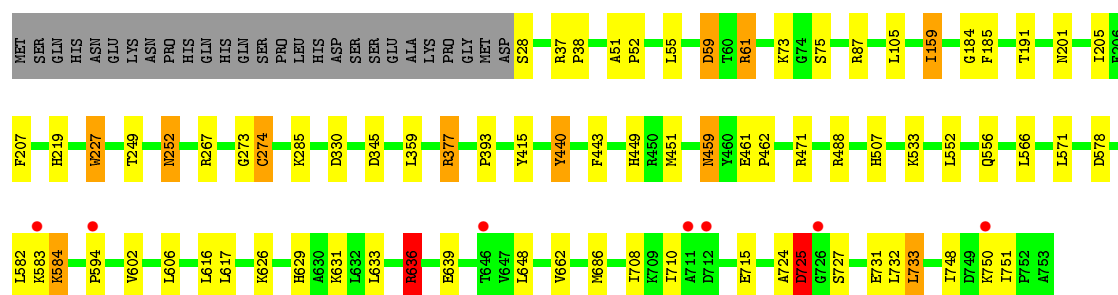 MET SER GLN HIS ASN GLU LYS ASN PRO HIS GLN HIS GLN SER PRO LEU HIS ASP SER SER GLU ALA LYS PRO GLY MET ASP S28 R37 P38 A51 P52 L55 D59 T60 R61 K73 G74 S75 R87 L105 I159 G184 F185 T191 N201 I205 F206
F207 H219 W227 T249 N252 R267 G273 C274 K285 D330 D345 L359 R377 P393 Y415 Y440 F443 H449 R450 M451 N459 Y460 E461 P462 R471 R488 H507 K533 L552 Q556 L566 L571 D578
L582 K583 K584 P594 V602 L606 L616 L617 K626 H629 A630 K631 L632 L633 R636 E639 T646 V647 L648 V662 M686 I708 K709 I710 A711 D712 E715 A724 D725 G726 S727 E731 L732 L733 I748 D749 K750 I751 F752 A753